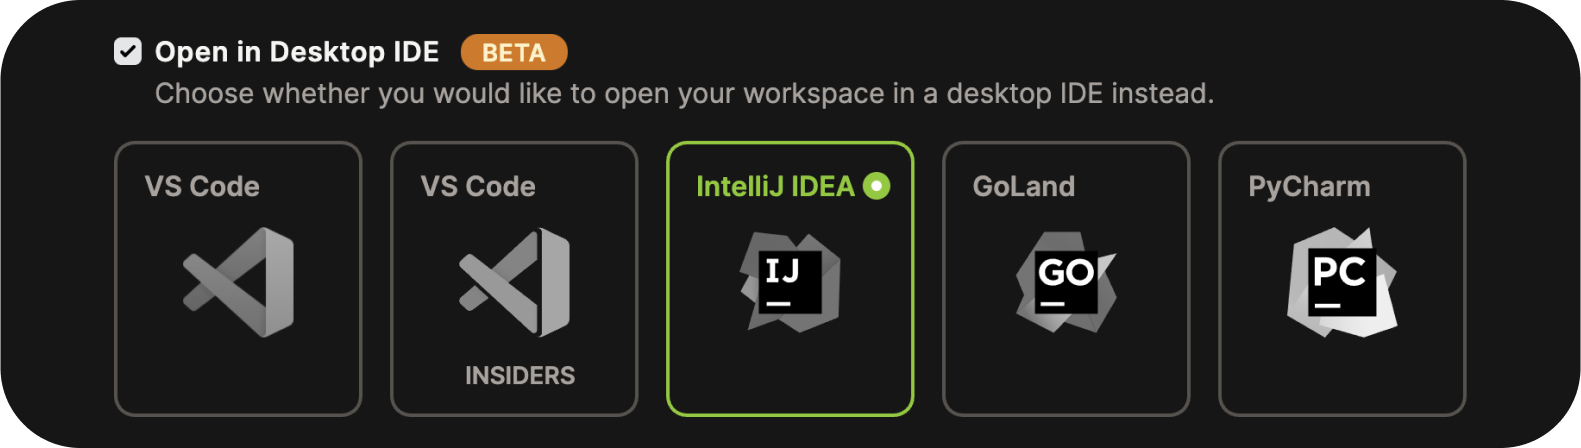 Open in Desktop IDE BETA
Choose whether you would like to open your workspace in a desktop IDE instead.
VS Code
VS Code
INSIDERS
IntelliJ IDEA
IJ
GoLand
GO
PyCharm
PC